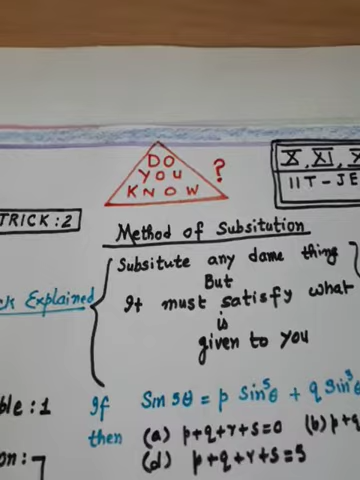 DO
YOU
KNOW
?
X, XI, X
IIT-JE
TRICK:2
Method of Subsitution
Subsitute any dame thing
But
It must satisfy what
is
given to you
ck Explained
ble:1
If Sin 5θ = p Sin⁵θ + q Sin³θ
then (a) p+q+r+s=0 (b) p+q
on:-
(d) p+q+r+s=5